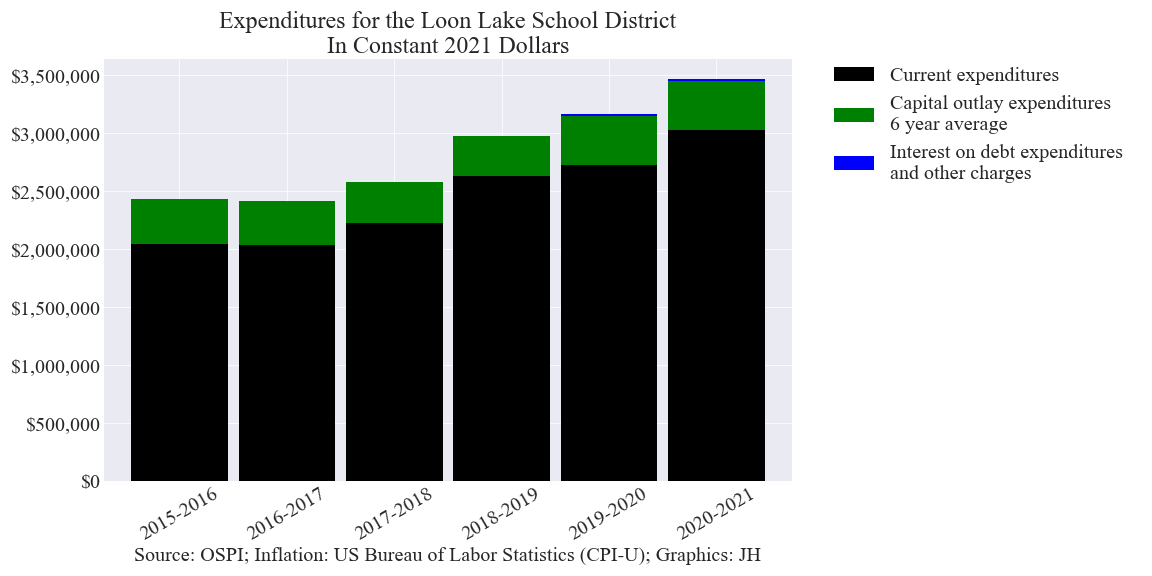 Expenditures for the Loon Lake School District
In Constant 2021 Dollars
$3,500,000
$3,000,000
$2,500,000
$2,000,000
$1,500,000
$1,000,000
$500,000
$0
2015-2016
2016-2017
2017-2018
2018-2019
2019-2020
2020-2021
Source: OSPI; Inflation: US Bureau of Labor Statistics (CPI-U); Graphics: JH
Current expenditures
Capital outlay expenditures
6 year average
Interest on debt expenditures
and other charges